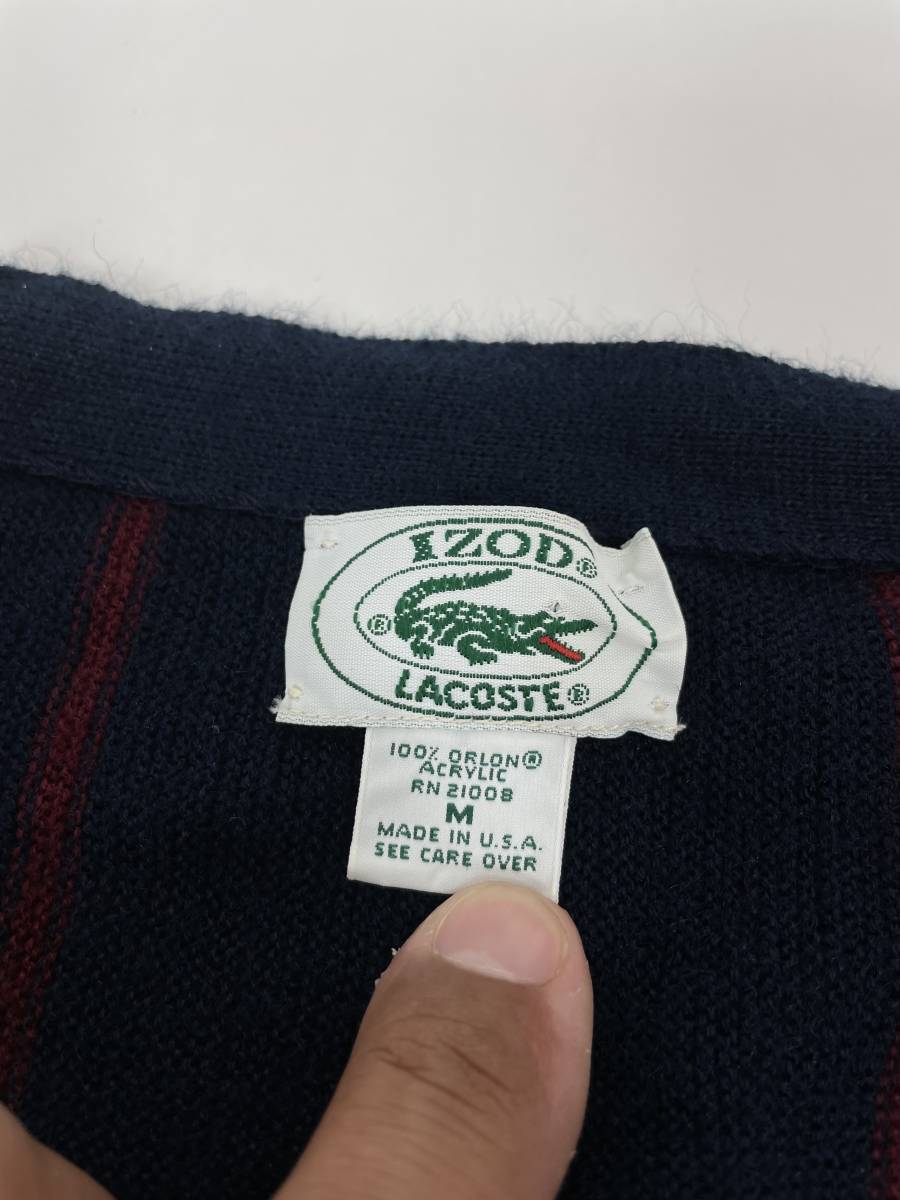 IZOD®
®
LACOSTE®
100% ORLON®
ACRYLIC
RN 21008
M
MADE IN U.S.A.
SEE CARE OVER